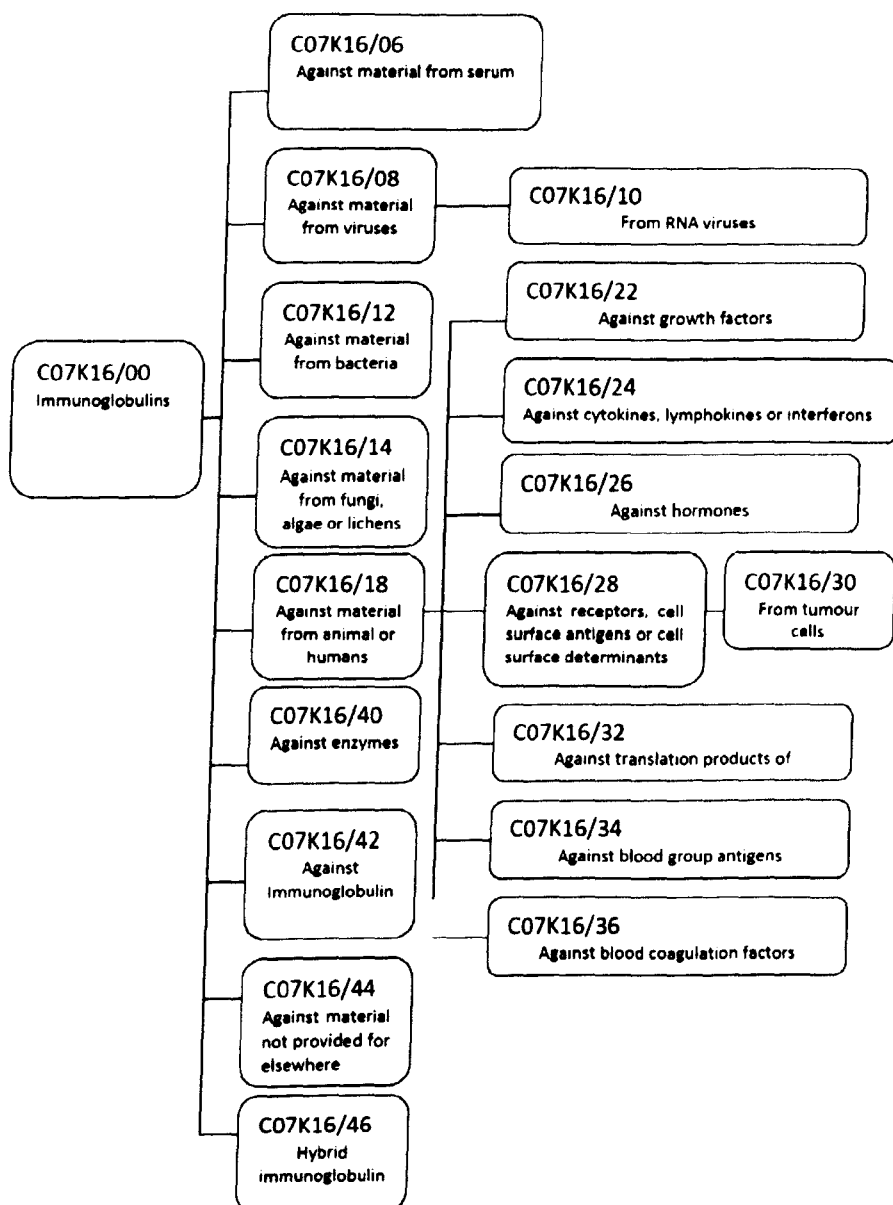 C07K16/06
Against material from serum
C07K16/08
Against material
from viruses
C07K16/10
From RNA viruses
C07K16/12
Against material
from bacteria
C07K16/22
Against growth factors
C07K16/00
Immunoglobulins
C07K16/24
Against cytokines, lymphokines or interferons
C07K16/14
Against material
from fungi,
algae or lichens
C07K16/26
Against hormones
C07K16/18
Against material
from animal or
humans
C07K16/28
Against receptors, cell
surface antigens or cell
surface determinants
C07K16/30
From tumour
cells
C07K16/40
Against enzymes
C07K16/32
Against translation products of
C07K16/42
Against
Immunoglobulin
C07K16/34
Against blood group antigens
C07K16/36
Against blood coagulation factors
C07K16/44
Against material
not provided for
elsewhere
C07K16/46
Hybrid
immunoglobulin